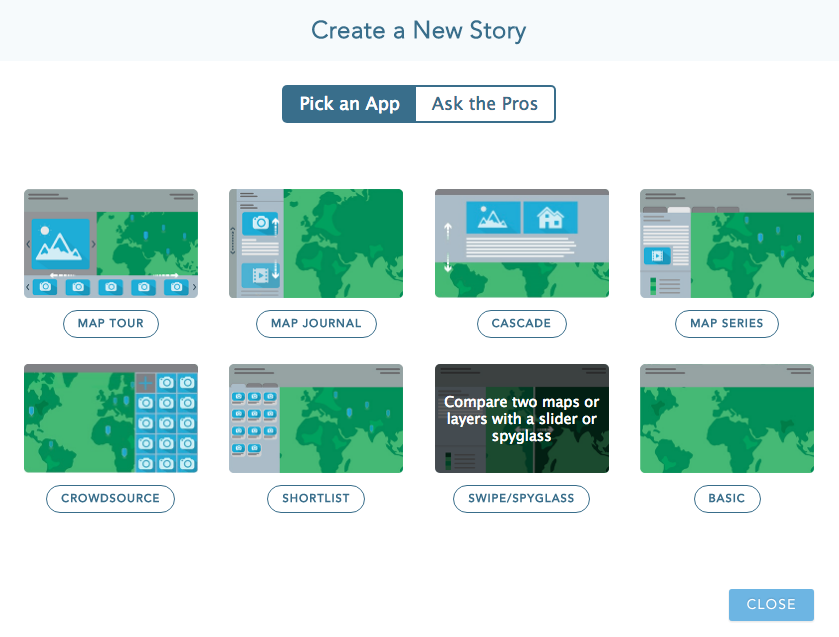 Create a New Story
Pick an App
Ask the Pros
MAP TOUR
MAP JOURNAL
CASCADE
MAP SERIES
Compare two maps or
layers with a slider or
spyglass
CROWDSOURCE
SHORTLIST
SWIPE/SPYGLASS
BASIC
CLOSE